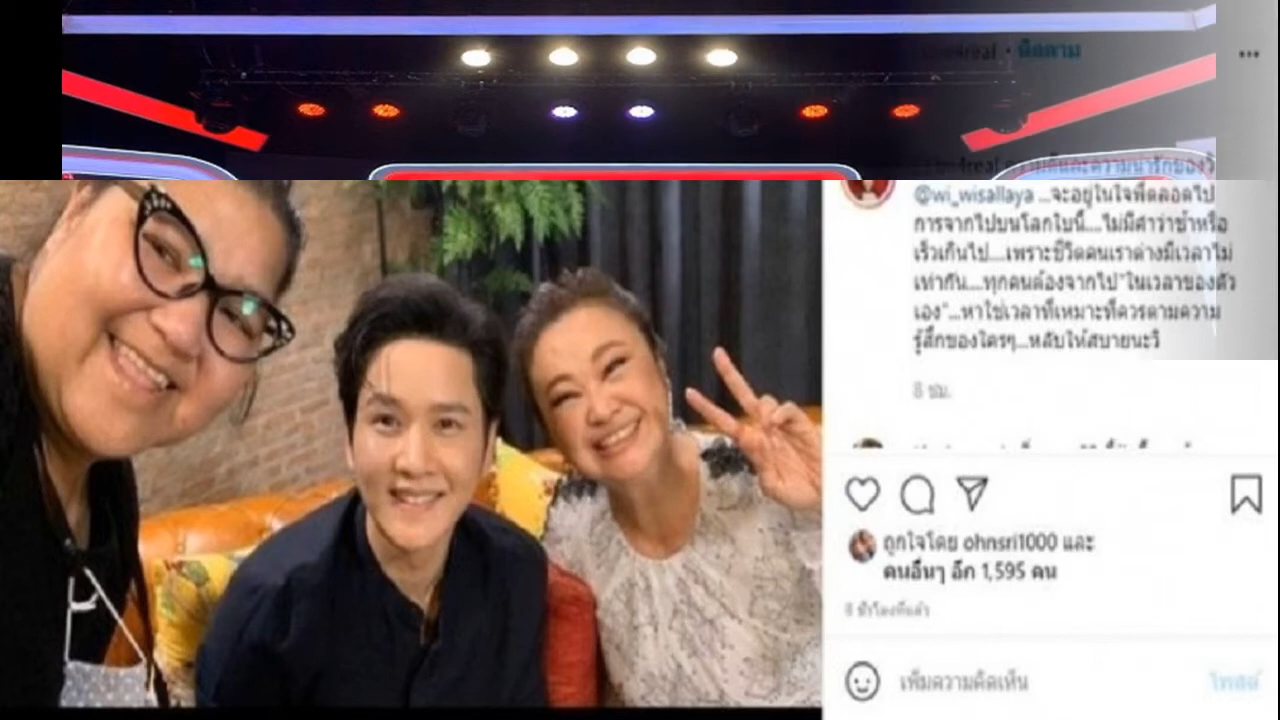 ติดตาม
@wi_wisallaya ...จะอยู่ในใจพี่ตลอดไป
การจากไปบนโลกใบนี้....ไม่มีคำว่าช้าหรือ
เร็วเกินไป....เพราะชีวิตคนเราต่างมีเวลาไม่
เท่ากัน....ทุกคนต้องจากไป"ในเวลาของตัว
เอง"...หาใช่เวลาที่เหมาะที่ควรตามความ
รู้สึกของใครๆ...หลับให้สบายนะวิ
8 ชม.
ถูกใจโดย ohnsri1000 และ
คนอื่นๆ อีก 1,595 คน
8 ชั่วโมงที่แล้ว
เพิ่มความคิดเห็น
โพสต์